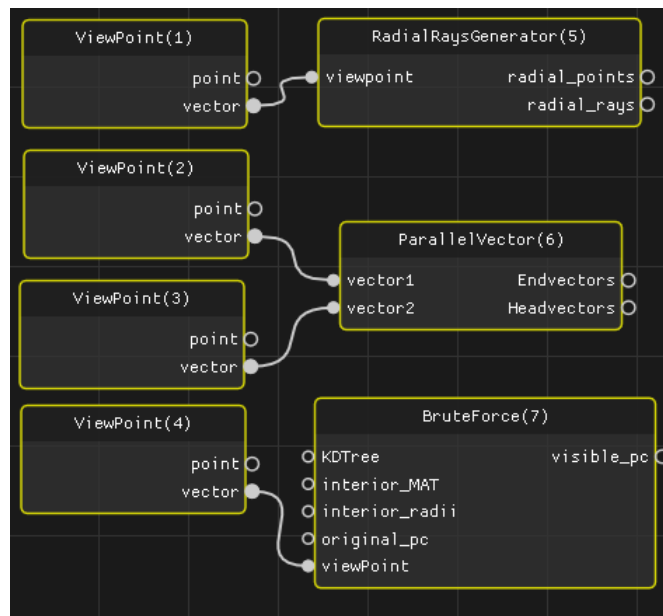 ViewPoint(1)
point
vector
RadialRaysGenerator(5)
viewpoint radial_points
radial_rays
ViewPoint(2)
point
vector
ParallelVector(6)
vector1 Endvectors
vector2 Headvectors
ViewPoint(3)
point
vector
ViewPoint(4)
point
vector
BruteForce(7)
KDTree visible_pc
interior_MAT
interior_radii
original_pc
viewPoint